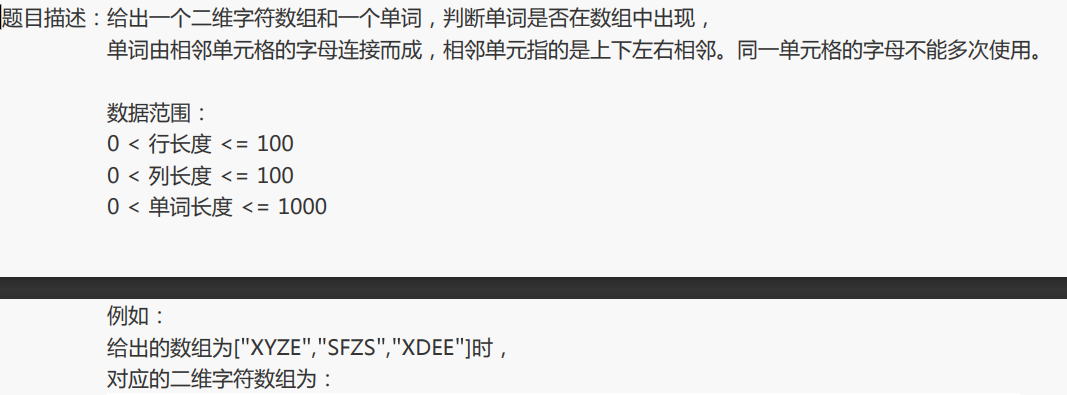 题目描述：给出一个二维字符数组和一个单词，判断单词是否在数组中出现，
单词由相邻单元格的字母连接而成，相邻单元指的是上下左右相邻。同一单元格的字母不能多次使用。
数据范围：
0 < 行长度 <= 100
0 < 列长度 <= 100
0 < 单词长度 <= 1000
例如：
给出的数组为["XYZE","SFZS","XDEE"]时，
对应的二维字符数组为：